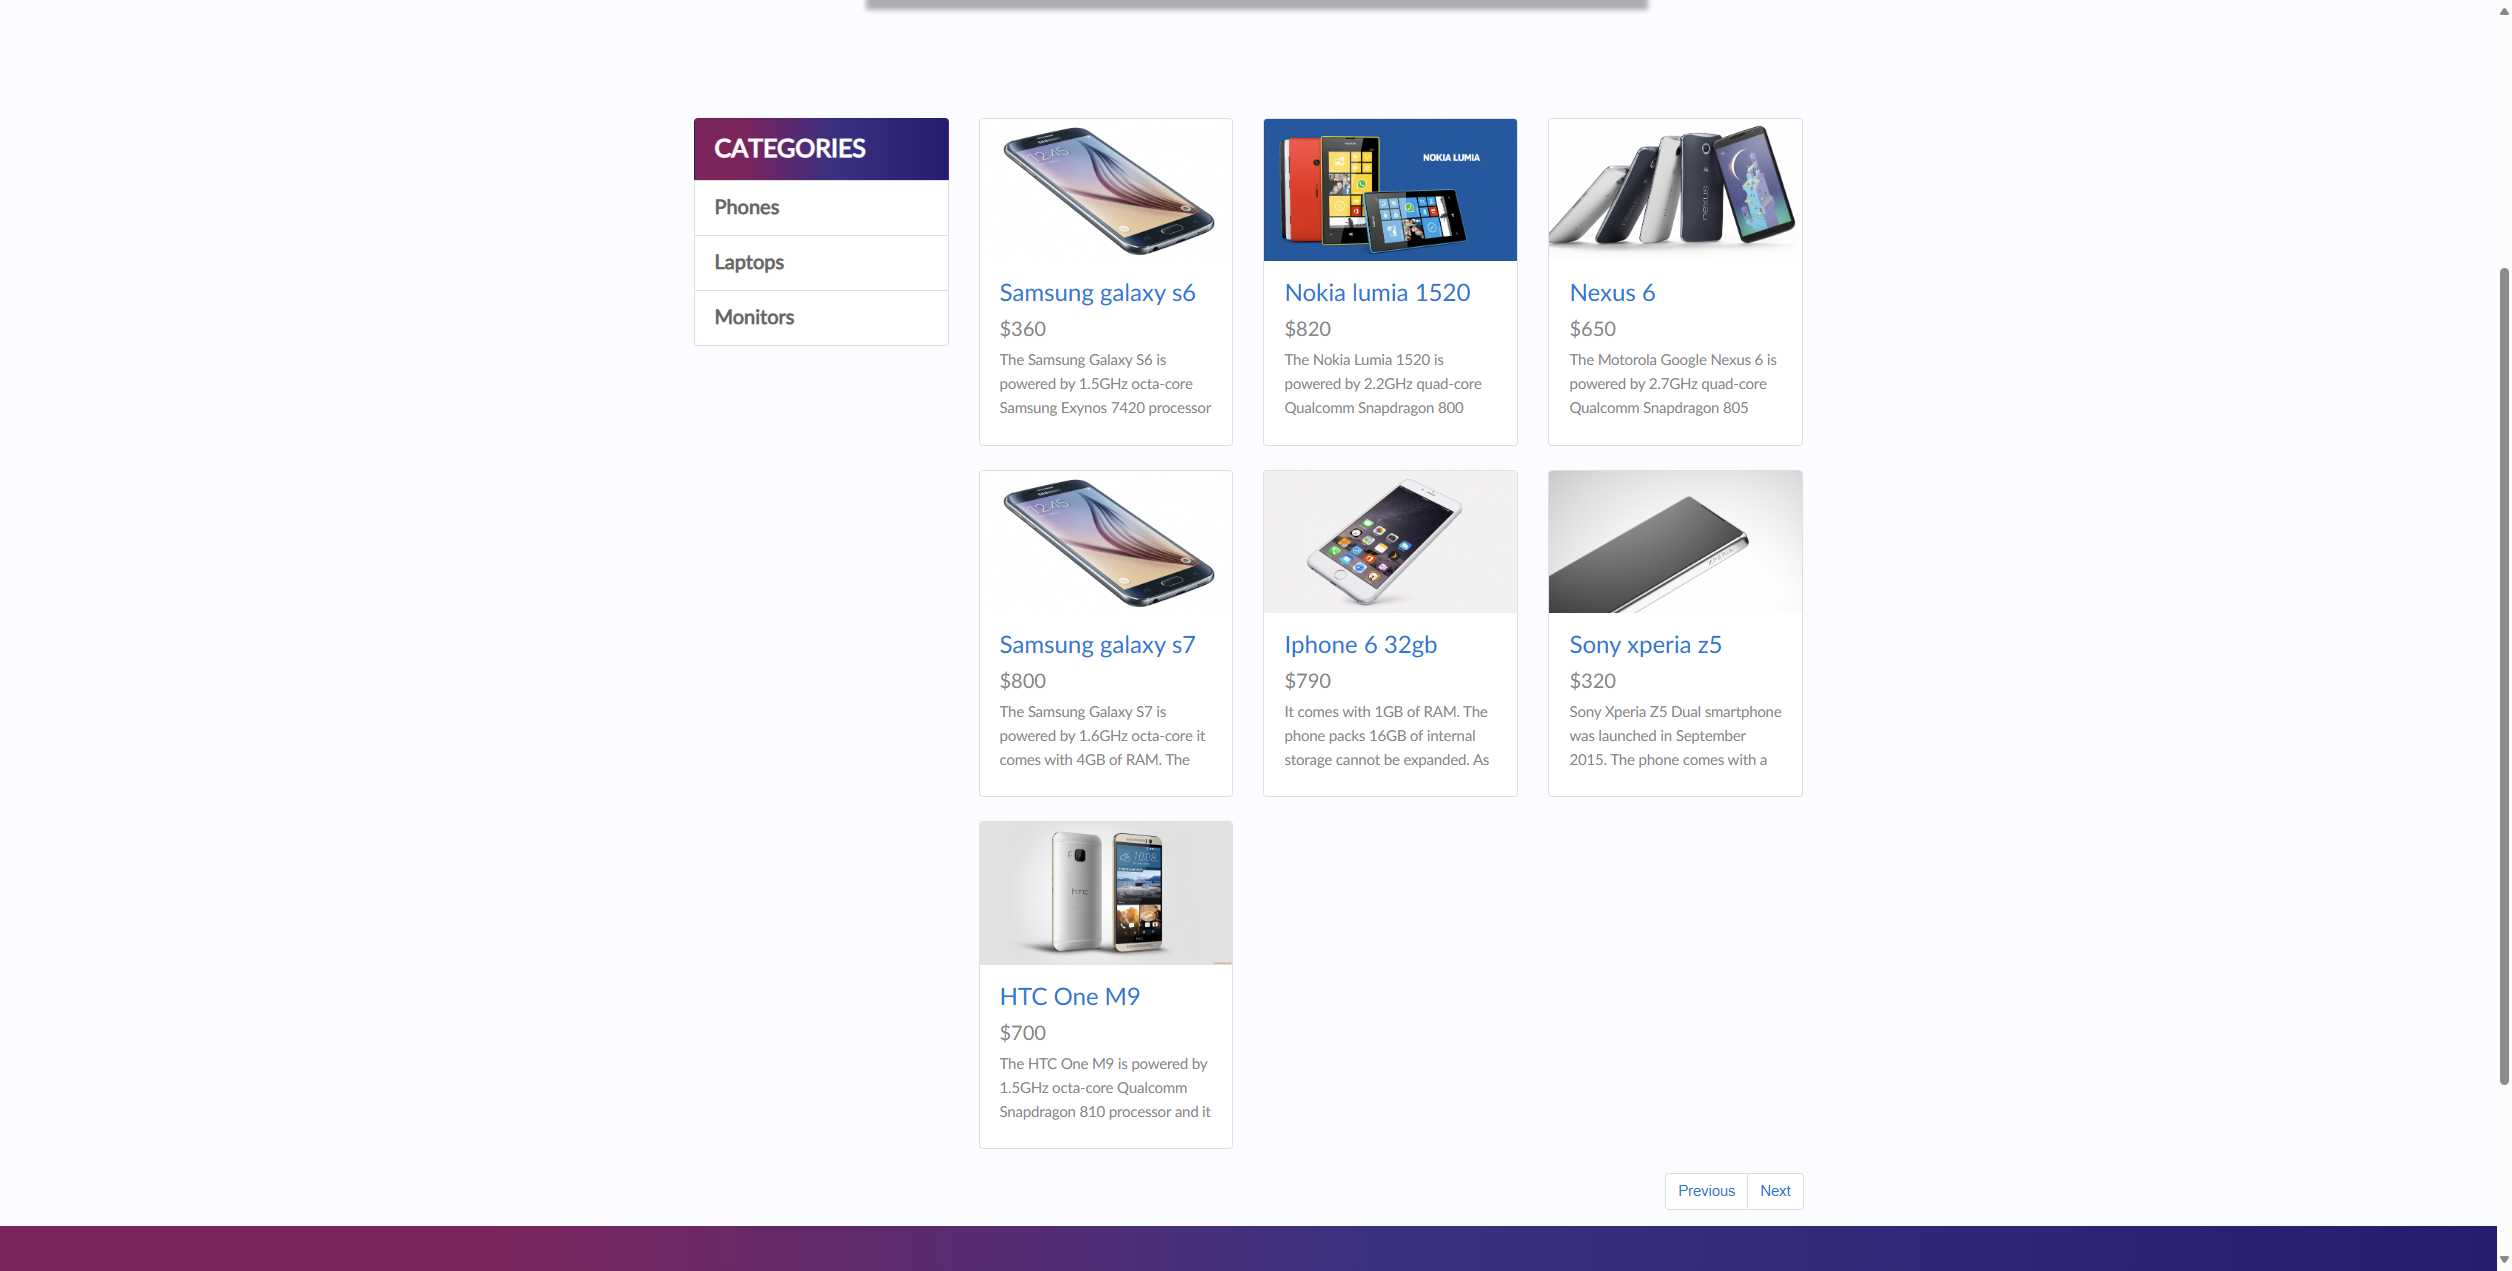 CATEGORIES
Phones
Laptops
Monitors
NOKIA LUMIA
nexus
Samsung galaxy s6
$360
The Samsung Galaxy S6 is
powered by 1.5GHz octa-core
Samsung Exynos 7420 processor
Nokia lumia 1520
$820
The Nokia Lumia 1520 is
powered by 2.2GHz quad-core
Qualcomm Snapdragon 800
Nexus 6
$650
The Motorola Google Nexus 6 is
powered by 2.7GHz quad-core
Qualcomm Snapdragon 805
Samsung galaxy s7
$800
The Samsung Galaxy S7 is
powered by 1.6GHz octa-core it
comes with 4GB of RAM. The
Iphone 6 32gb
$790
It comes with 1GB of RAM. The
phone packs 16GB of internal
storage cannot be expanded. As
XPERIA
Sony xperia z5
$320
Sony Xperia Z5 Dual smartphone
was launched in September
2015. The phone comes with a
hTC
10:08
HTC One M9
$700
The HTC One M9 is powered by
1.5GHz octa-core Qualcomm
Snapdragon 810 processor and it
Previous
Next